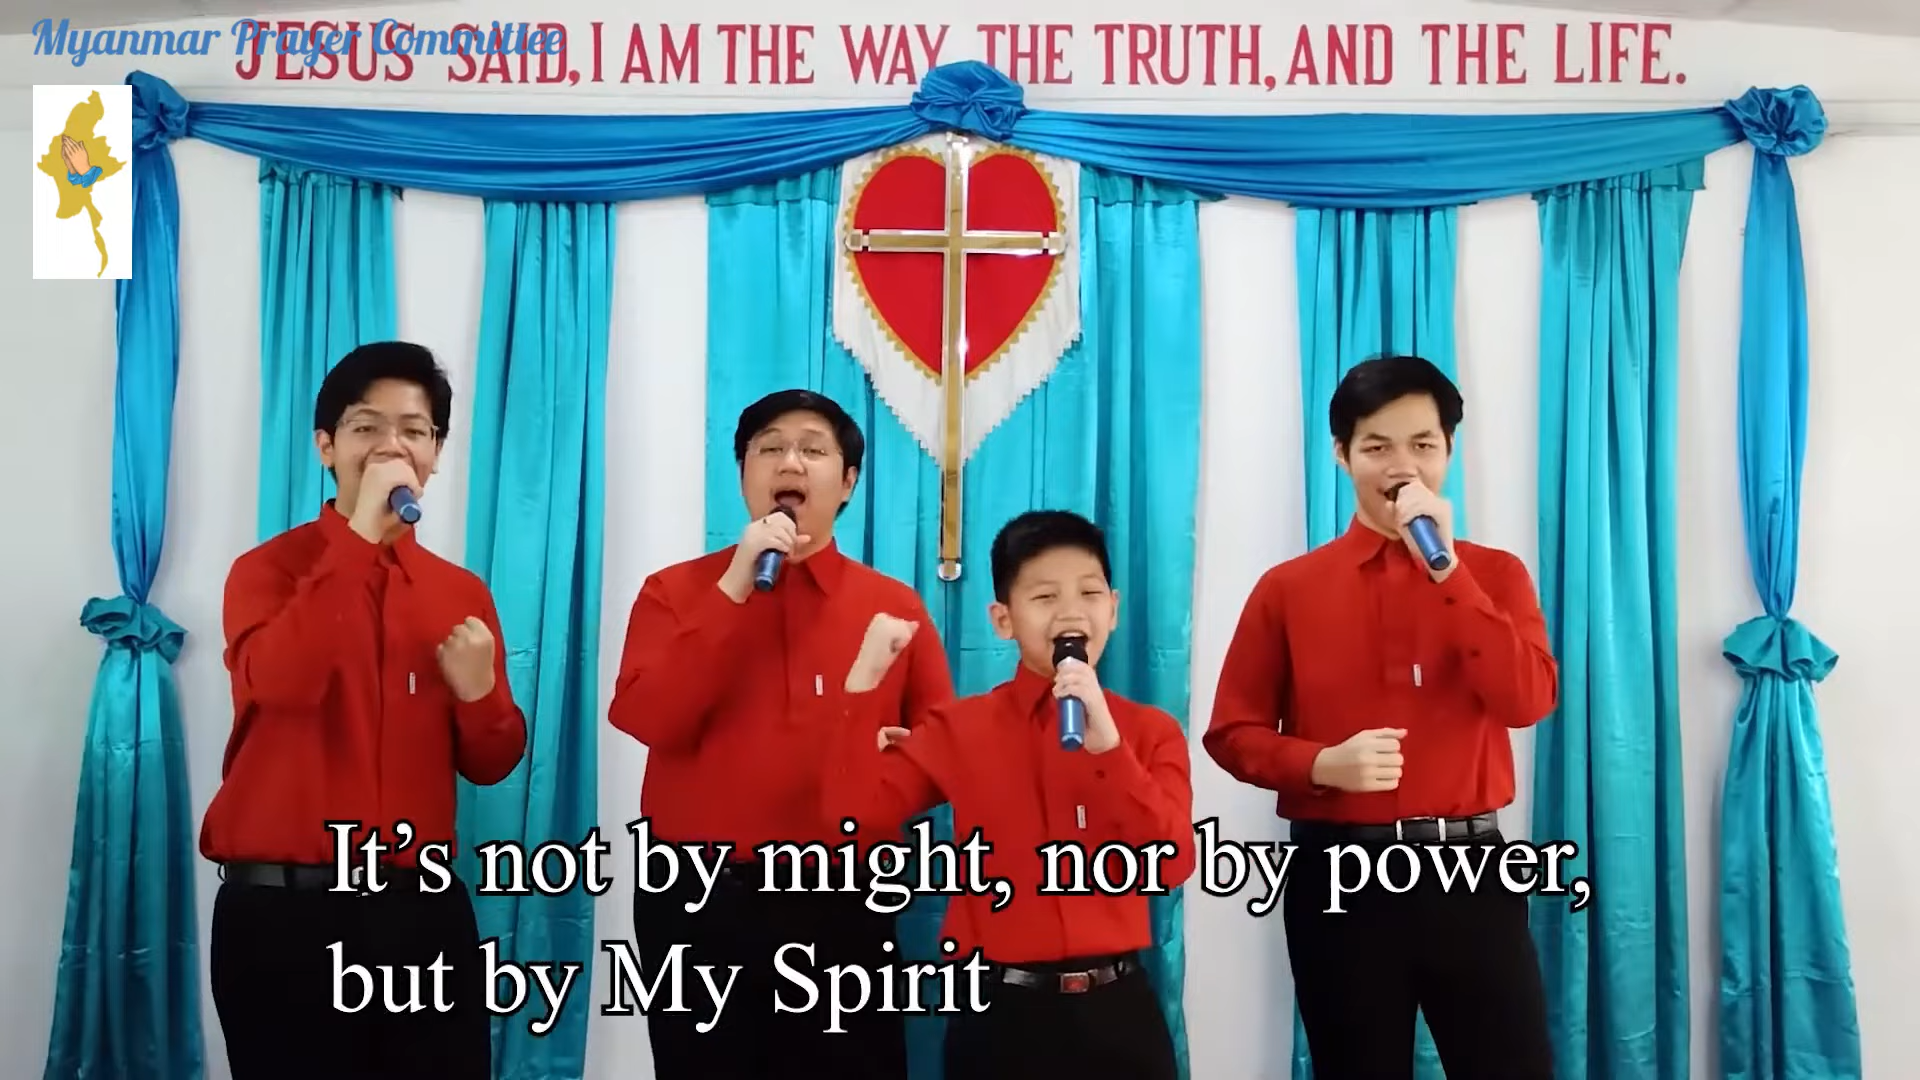 Myanmar Prayer Committee
JESUS SAID, I AM THE WAY, THE TRUTH, AND THE LIFE.
It’s not by might, nor by power,
but by My Spirit